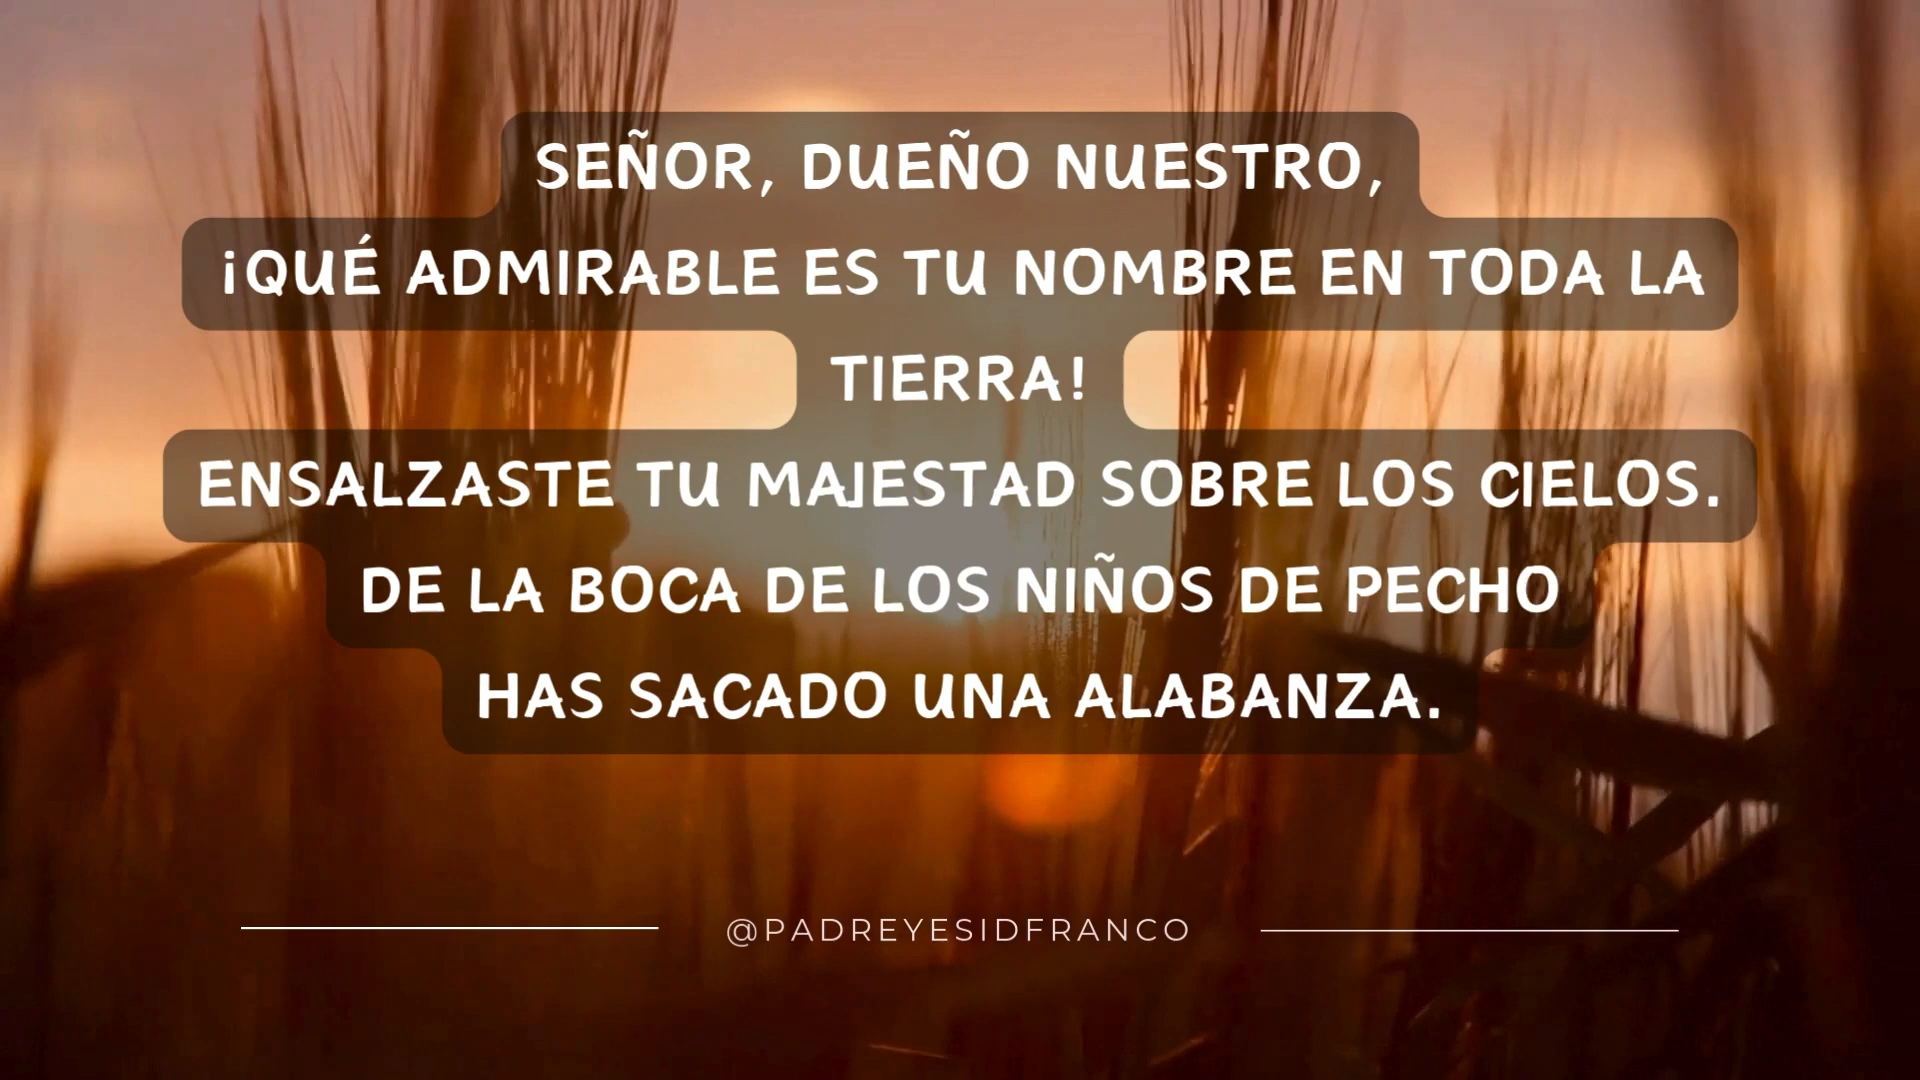 SEÑOR, DUEÑO NUESTRO,
¡QUÉ ADMIRABLE ES TU NOMBRE EN TODA LA
TIERRA!
ENSALZASTE TU MAJESTAD SOBRE LOS CIELOS.
DE LA BOCA DE LOS NIÑOS DE PECHO
HAS SACADO UNA ALABANZA.
@PADREYESIDFRANCO